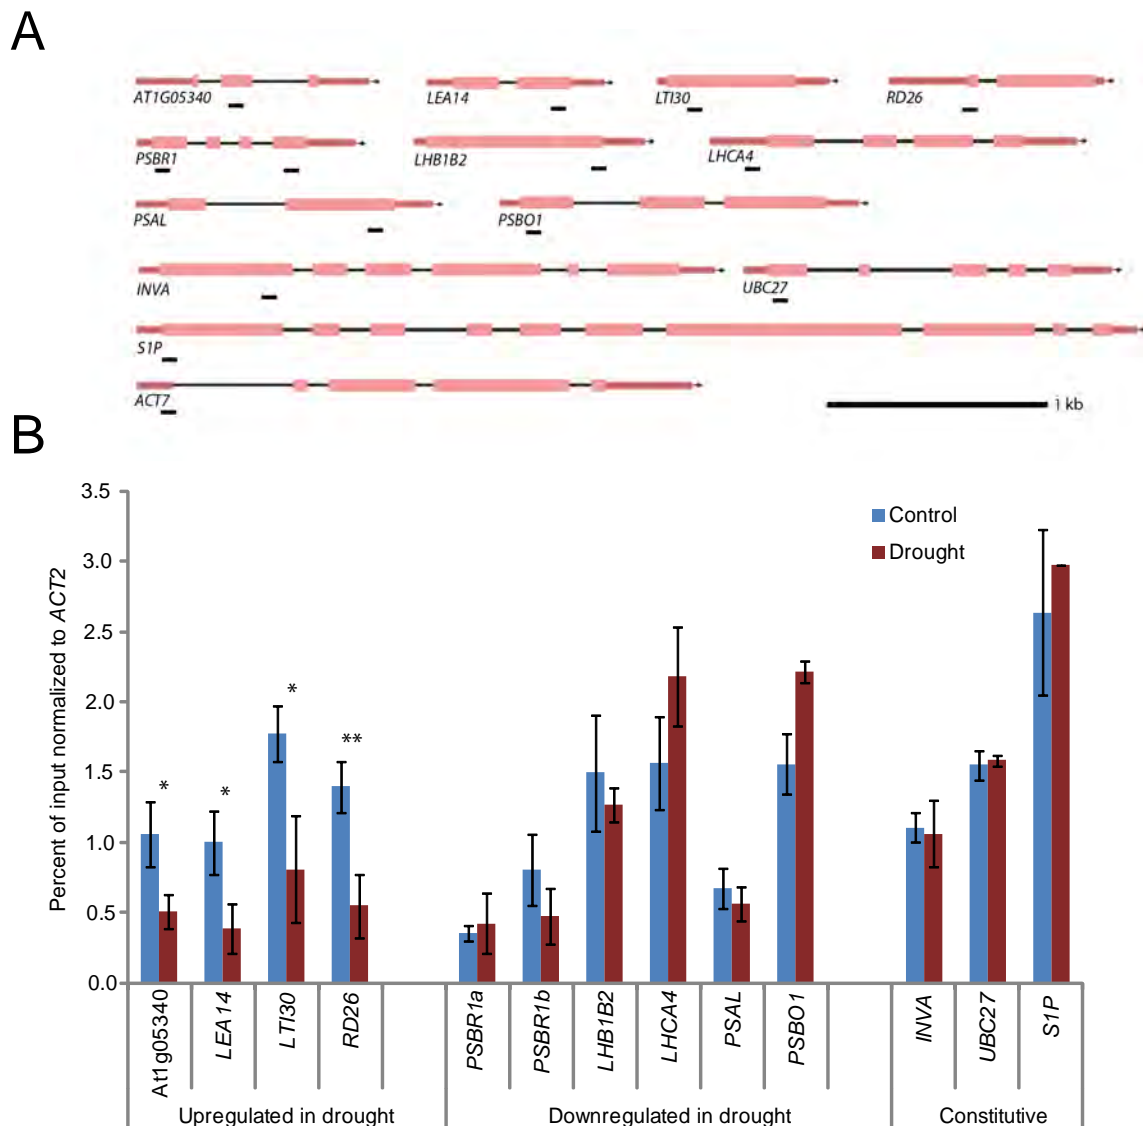 A
AT1G05340 LEA14 LTI30 RD26
PSBR1 LHB1B2 LHCA4
PSAL PSBO1
INVA UBC27
S1P
ACT7
1 kb
B
3.5
3.0
2.5
2.0
1.5
1.0
0.5
0.0
Percent of input normalized to ACT2
Control
Drought
* * * **
At1g05340 LEA14 LTI30 RD26 PSBR1a PSBR1b LHB1B2 LHCA4 PSAL PSBO1 INVA UBC27 S1P
Upregulated in drought Downregulated in drought Constitutive